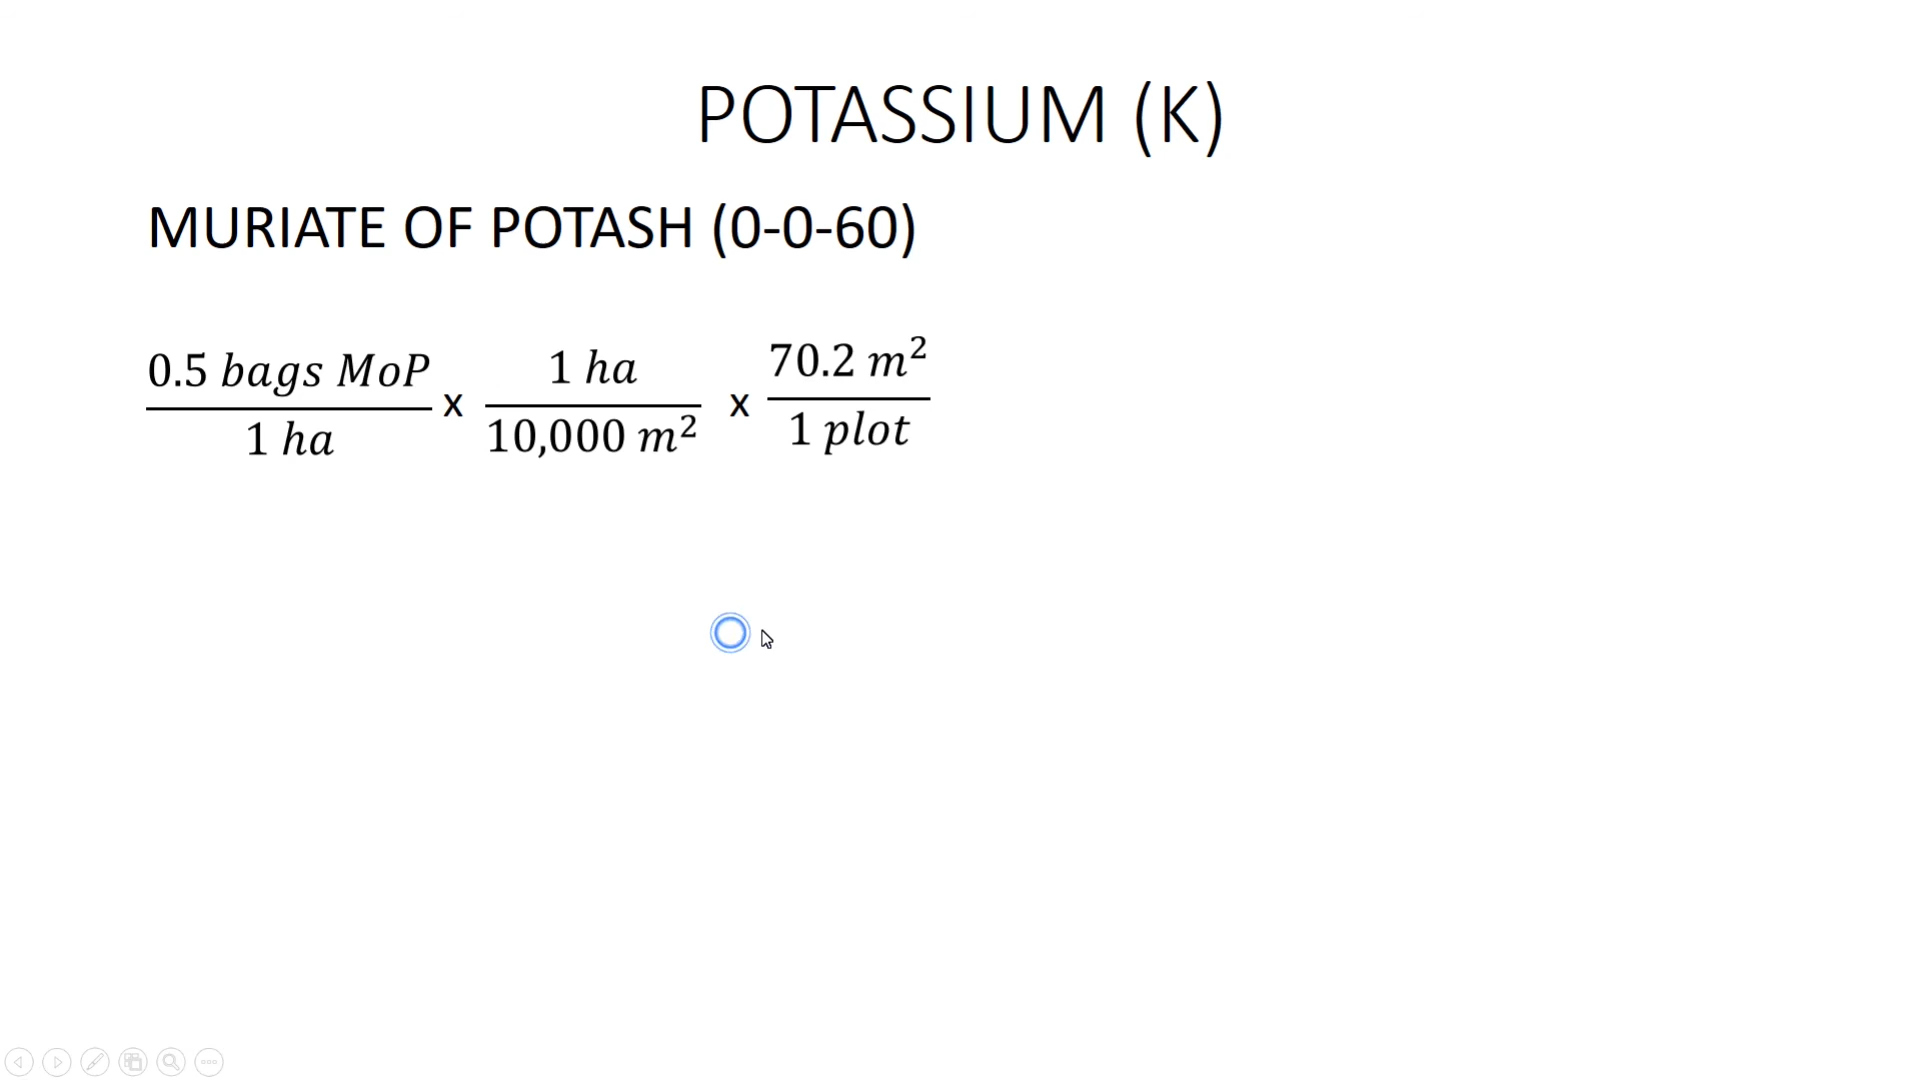 POTASSIUM (K)
MURIATE OF POTASH (0-0-60)
0.5 bags MoP / 1 ha x 1 ha / 10,000 m² x 70.2 m² / 1 plot